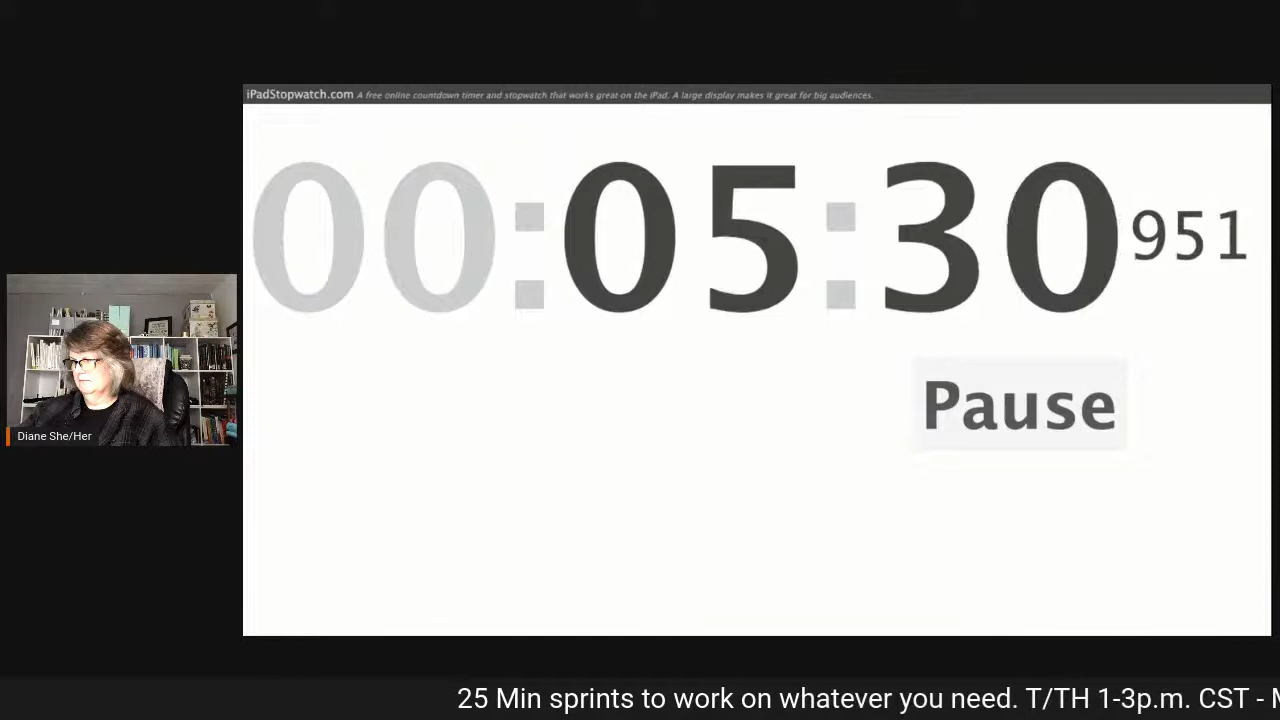 iPadStopwatch.com A free online countdown timer and stopwatch that works great on the iPad. A large display makes it great for big audiences.
00:05:30 951
Pause
Diane She/Her
25 Min sprints to work on whatever you need. T/TH 1-3p.m. CST -